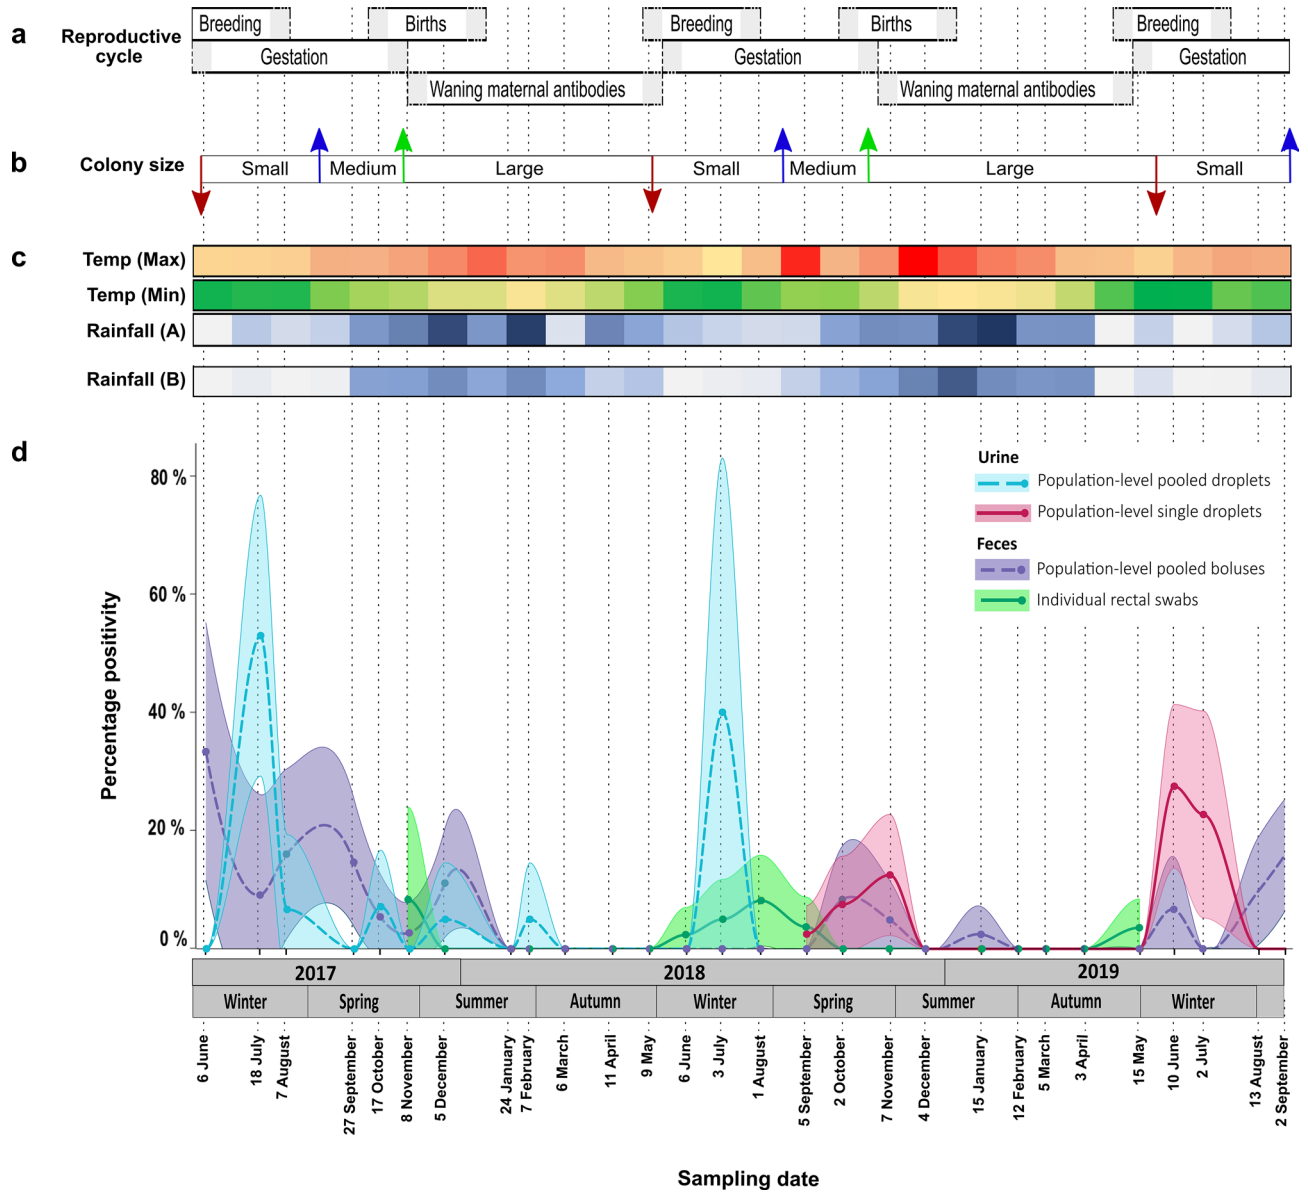 a
Reproductive
cycle
Breeding
Births
Breeding
Births
Breeding
Gestation
Gestation
Gestation
Waning maternal antibodies
Waning maternal antibodies
b
Colony size
Small
Medium
Large
Small
Medium
Large
Small
c
Temp (Max)
Temp (Min)
Rainfall (A)
Rainfall (B)
d
Urine
Population-level pooled droplets
Population-level single droplets
Feces
Population-level pooled boluses
Individual rectal swabs
Percentage positivity
80 %
60 %
40 %
20 %
0 %
2017
2018
2019
Winter
Spring
Summer
Autumn
Winter
Spring
Summer
Autumn
Winter
6 June
18 July
7 August
27 September
17 October
8 November
5 December
24 January
7 February
6 March
11 April
9 May
6 June
3 July
1 August
5 September
2 October
7 November
4 December
15 January
12 February
5 March
3 April
15 May
10 June
2 July
13 August
2 September
Sampling date